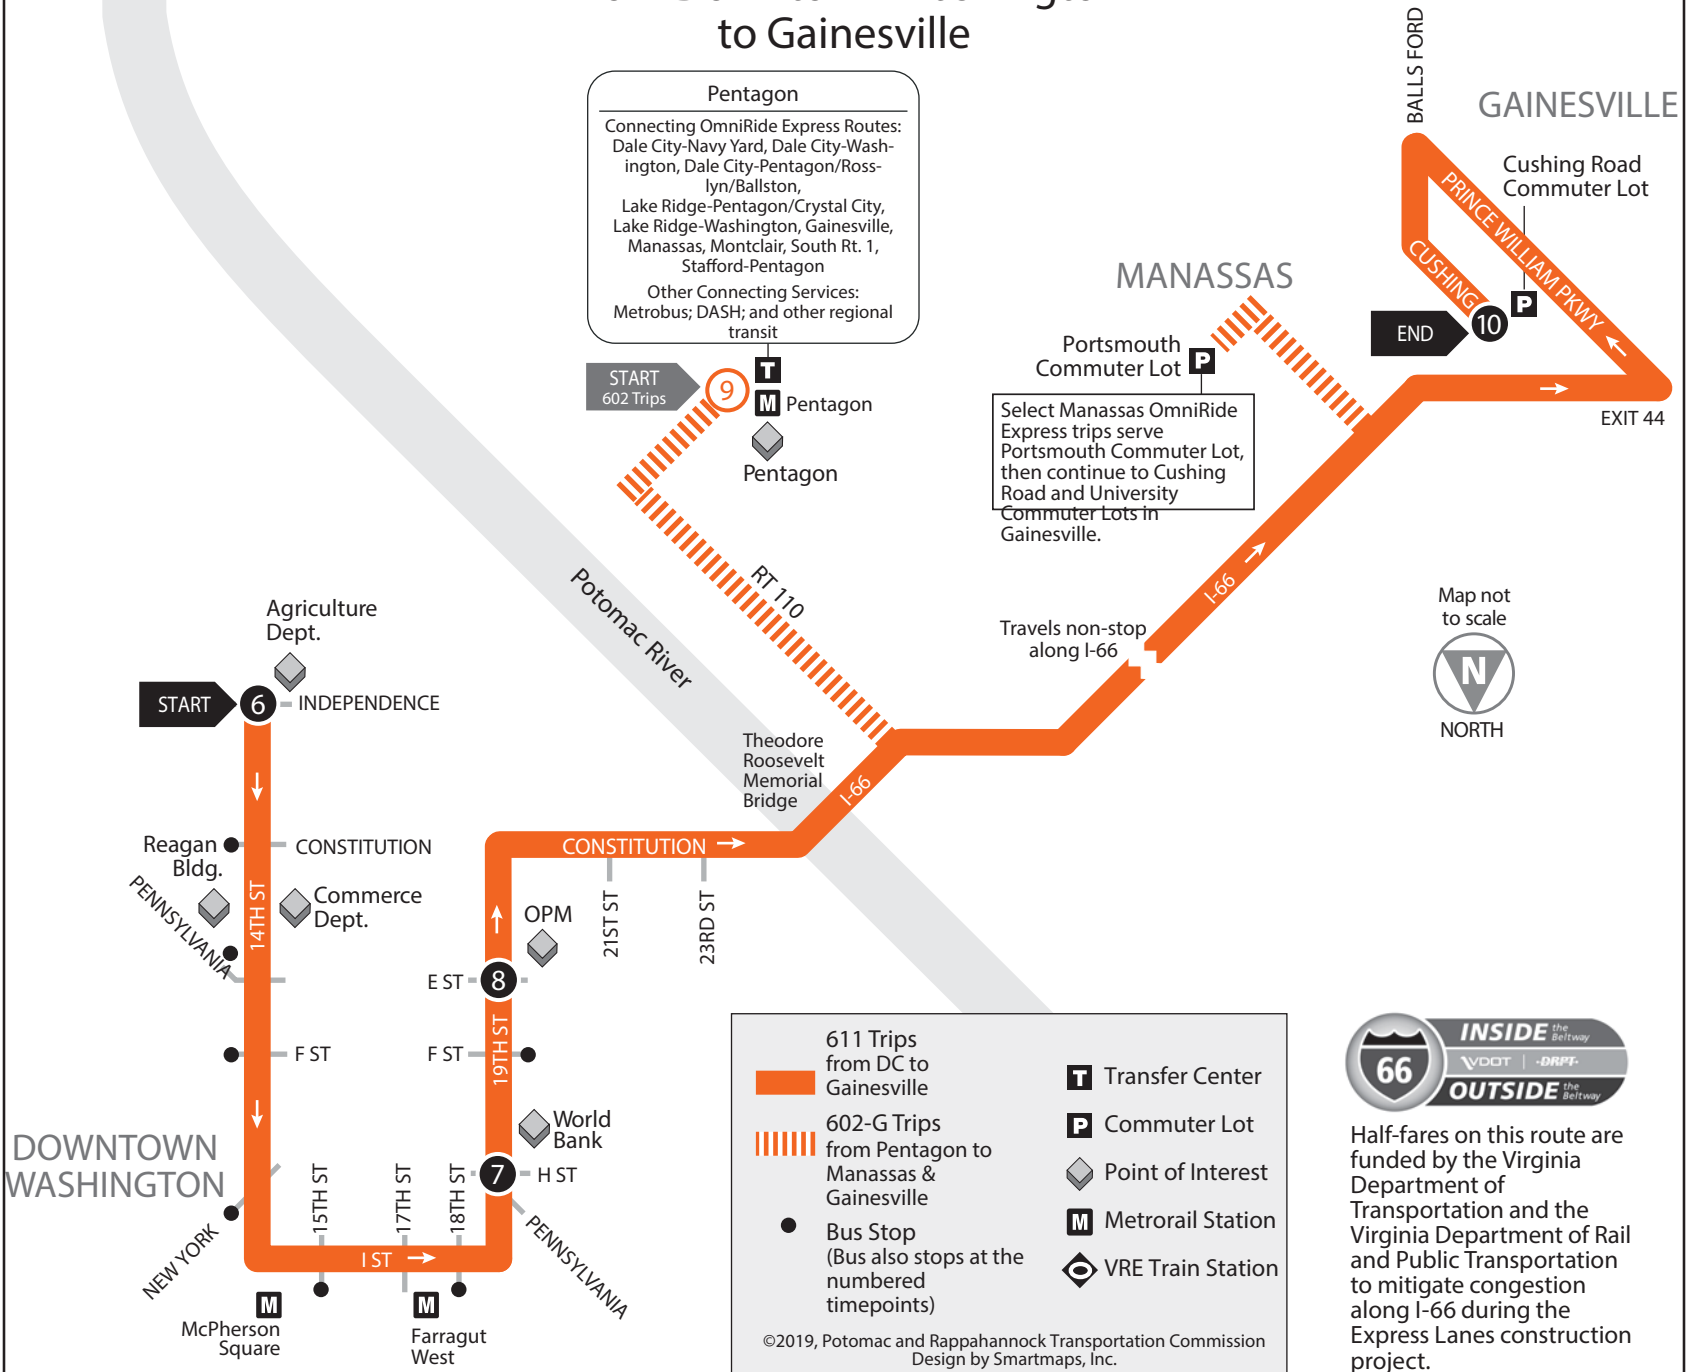 to Gainesville
BALLS FORD
GAINESVILLE
Pentagon
Connecting OmniRide Express Routes:
Dale City-Navy Yard, Dale City-Wash-
ington, Dale City-Pentagon/Ross-
lyn/Ballston,
Lake Ridge-Pentagon/Crystal City,
Lake Ridge-Washington, Gainesville,
Manassas, Montclair, South Rt. 1,
Stafford-Pentagon
Other Connecting Services:
Metrobus; DASH; and other regional
transit
Cushing Road
Commuter Lot
PRINCE WILLIAM PKWY
CUSHING
P
10
END
EXIT 44
MANASSAS
Portsmouth
Commuter Lot
P
Select Manassas OmniRide
Express trips serve
Portsmouth Commuter Lot,
then continue to Cushing
Road and University
Commuter Lots in
Gainesville.
START
602 Trips
9
T
M Pentagon
Pentagon
RT 110
Potomac River
I-66
Travels non-stop
along I-66
Map not
to scale
N
NORTH
Agriculture
Dept.
START
6
INDEPENDENCE
Theodore
Roosevelt
Memorial
Bridge
I-66
Reagan
Bldg.
CONSTITUTION
CONSTITUTION
PENNSYLVANIA
14TH ST
Commerce
Dept.
OPM
21ST ST
23RD ST
E ST
8
F ST
F ST
19TH ST
World
Bank
DOWNTOWN
WASHINGTON
7
H ST
15TH ST
17TH ST
18TH ST
NEW YORK
I ST
PENNSYLVANIA
M
McPherson
Square
M
Farragut
West
611 Trips
from DC to
Gainesville
602-G Trips
from Pentagon to
Manassas &
Gainesville
Bus Stop
(Bus also stops at the
numbered
timepoints)
T Transfer Center
P Commuter Lot
Point of Interest
M Metrorail Station
VRE Train Station
©2019, Potomac and Rappahannock Transportation Commission
Design by Smartmaps, Inc.
66
INSIDE the Beltway
VDOT | DRPT
OUTSIDE the Beltway
Half-fares on this route are
funded by the Virginia
Department of
Transportation and the
Virginia Department of Rail
and Public Transportation
to mitigate congestion
along I-66 during the
Express Lanes construction
project.